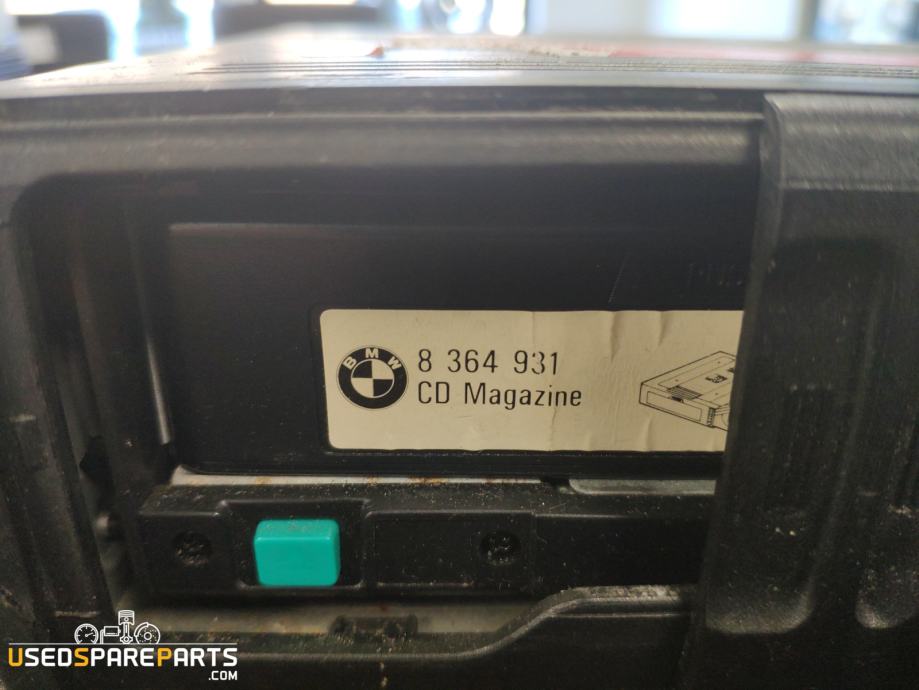 BMW
8 364 931
CD Magazine
USEDSPAREPARTS
.COM